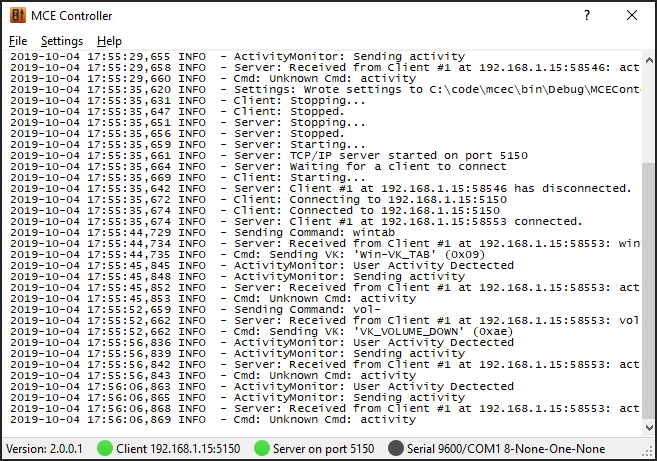 MCE Controller
?
File Settings Help
2019-10-04 17:55:29,655 INFO - ActivityMonitor: Sending activity
2019-10-04 17:55:29,658 INFO - Server: Received from Client #1 at 192.168.1.15:58546: act
2019-10-04 17:55:29,660 INFO - Cmd: Unknown Cmd: activity
2019-10-04 17:55:35,620 INFO - Settings: Wrote settings to C:\code\mcec\bin\Debug\MCECont
2019-10-04 17:55:35,631 INFO - Client: Stopping...
2019-10-04 17:55:35,647 INFO - Client: Stopped.
2019-10-04 17:55:35,651 INFO - Server: Stopping...
2019-10-04 17:55:35,656 INFO - Server: Stopped.
2019-10-04 17:55:35,659 INFO - Server: Starting...
2019-10-04 17:55:35,661 INFO - Server: TCP/IP server started on port 5150
2019-10-04 17:55:35,664 INFO - Server: Waiting for a client to connect
2019-10-04 17:55:35,669 INFO - Client: Starting...
2019-10-04 17:55:35,642 INFO - Server: Client #1 at 192.168.1.15:58546 has disconnected.
2019-10-04 17:55:35,672 INFO - Client: Connecting to 192.168.1.15:5150
2019-10-04 17:55:35,674 INFO - Client: Connected to 192.168.1.15:5150
2019-10-04 17:55:35,674 INFO - Server: Client #1 at 192.168.1.15:58553 connected.
2019-10-04 17:55:44,729 INFO - Sending Command: wintab
2019-10-04 17:55:44,734 INFO - Server: Received from Client #1 at 192.168.1.15:58553: wint
2019-10-04 17:55:44,735 INFO - Cmd: Sending VK: 'Win-VK_TAB' (0x09)
2019-10-04 17:55:45,845 INFO - ActivityMonitor: User Activity Dectected
2019-10-04 17:55:45,848 INFO - ActivityMonitor: Sending activity
2019-10-04 17:55:45,852 INFO - Server: Received from Client #1 at 192.168.1.15:58553: act
2019-10-04 17:55:45,853 INFO - Cmd: Unknown Cmd: activity
2019-10-04 17:55:52,659 INFO - Sending Command: vol-
2019-10-04 17:55:52,662 INFO - Server: Received from Client #1 at 192.168.1.15:58553: vol
2019-10-04 17:55:52,662 INFO - Cmd: Sending VK: 'VK_VOLUME_DOWN' (0xae)
2019-10-04 17:55:56,836 INFO - ActivityMonitor: User Activity Dectected
2019-10-04 17:55:56,839 INFO - ActivityMonitor: Sending activity
2019-10-04 17:55:56,842 INFO - Server: Received from Client #1 at 192.168.1.15:58553: act
2019-10-04 17:55:56,843 INFO - Cmd: Unknown Cmd: activity
2019-10-04 17:56:06,863 INFO - ActivityMonitor: User Activity Dectected
2019-10-04 17:56:06,865 INFO - ActivityMonitor: Sending activity
2019-10-04 17:56:06,868 INFO - Server: Received from Client #1 at 192.168.1.15:58553: act
2019-10-04 17:56:06,869 INFO - Cmd: Unknown Cmd: activity
Version: 2.0.0.1 Client 192.168.1.15:5150 Server on port 5150 Serial 9600/COM1 8-None-One-None